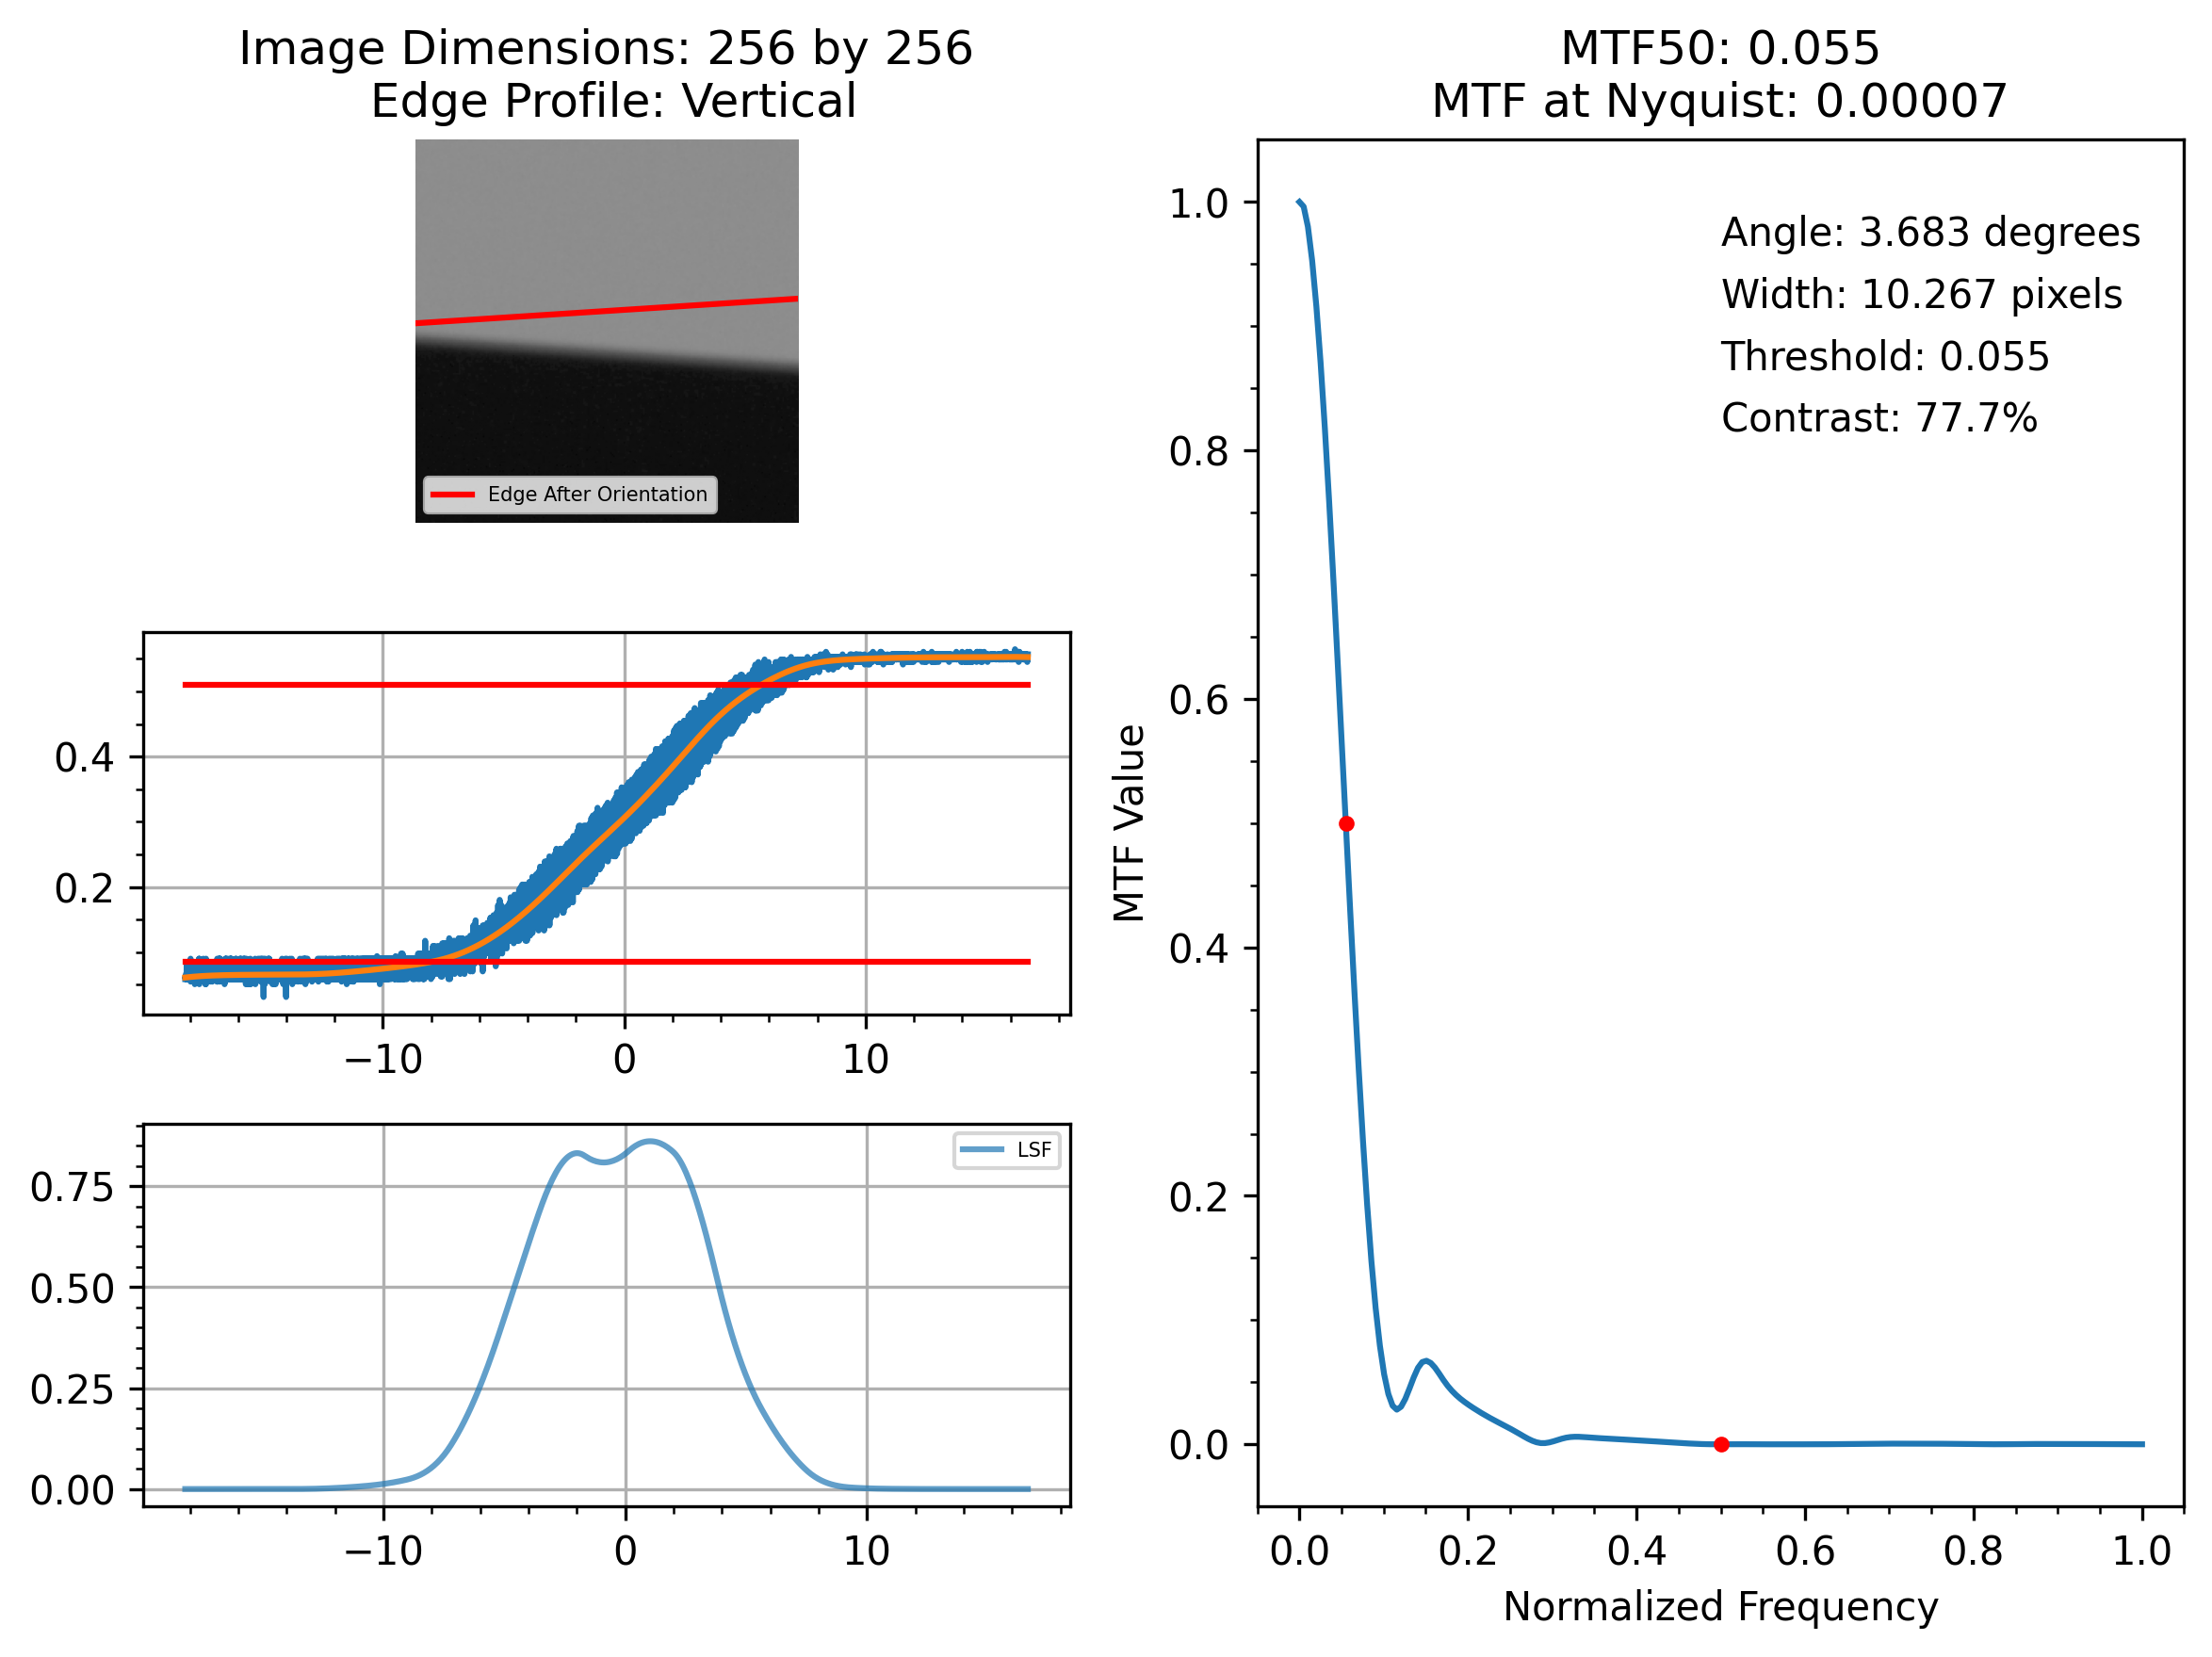 Image Dimensions: 256 by 256
Edge Profile: Vertical
Edge After Orientation
0.4
0.2
−10 0 10
LSF
0.75
0.50
0.25
0.00
−10 0 10
MTF50: 0.055
MTF at Nyquist: 0.00007
Angle: 3.683 degrees
Width: 10.267 pixels
Threshold: 0.055
Contrast: 77.7%
MTF Value
1.0
0.8
0.6
0.4
0.2
0.0
0.0 0.2 0.4 0.6 0.8 1.0
Normalized Frequency